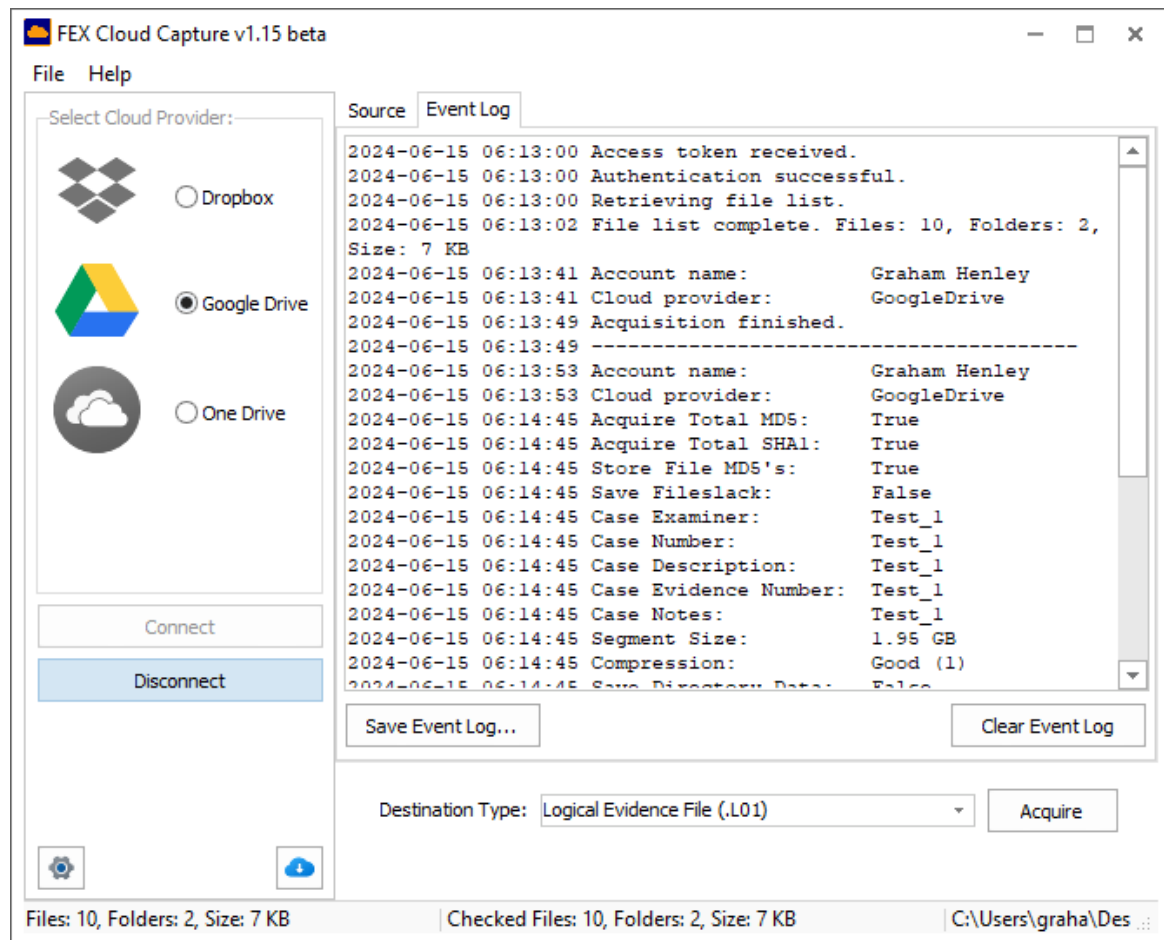 FEX Cloud Capture v1.15 beta
File Help
Select Cloud Provider:
Dropbox
Google Drive
One Drive
Connect
Disconnect
Source Event Log
2024-06-15 06:13:00 Access token received.
2024-06-15 06:13:00 Authentication successful.
2024-06-15 06:13:00 Retrieving file list.
2024-06-15 06:13:02 File list complete. Files: 10, Folders: 2,
Size: 7 KB
2024-06-15 06:13:41 Account name: Graham Henley
2024-06-15 06:13:41 Cloud provider: GoogleDrive
2024-06-15 06:13:49 Acquisition finished.
2024-06-15 06:13:49 ----------------------------------------
2024-06-15 06:13:53 Account name: Graham Henley
2024-06-15 06:13:53 Cloud provider: GoogleDrive
2024-06-15 06:14:45 Acquire Total MD5: True
2024-06-15 06:14:45 Acquire Total SHA1: True
2024-06-15 06:14:45 Store File MD5's: True
2024-06-15 06:14:45 Save Fileslack: False
2024-06-15 06:14:45 Case Examiner: Test_1
2024-06-15 06:14:45 Case Number: Test_1
2024-06-15 06:14:45 Case Description: Test_1
2024-06-15 06:14:45 Case Evidence Number: Test_1
2024-06-15 06:14:45 Case Notes: Test_1
2024-06-15 06:14:45 Segment Size: 1.95 GB
2024-06-15 06:14:45 Compression: Good (1)
2024-06-15 06:14:45 Save Directory Data: False
Save Event Log...
Clear Event Log
Destination Type: Logical Evidence File (.L01)
Acquire
Files: 10, Folders: 2, Size: 7 KB
Checked Files: 10, Folders: 2, Size: 7 KB
C:\Users\graha\Des